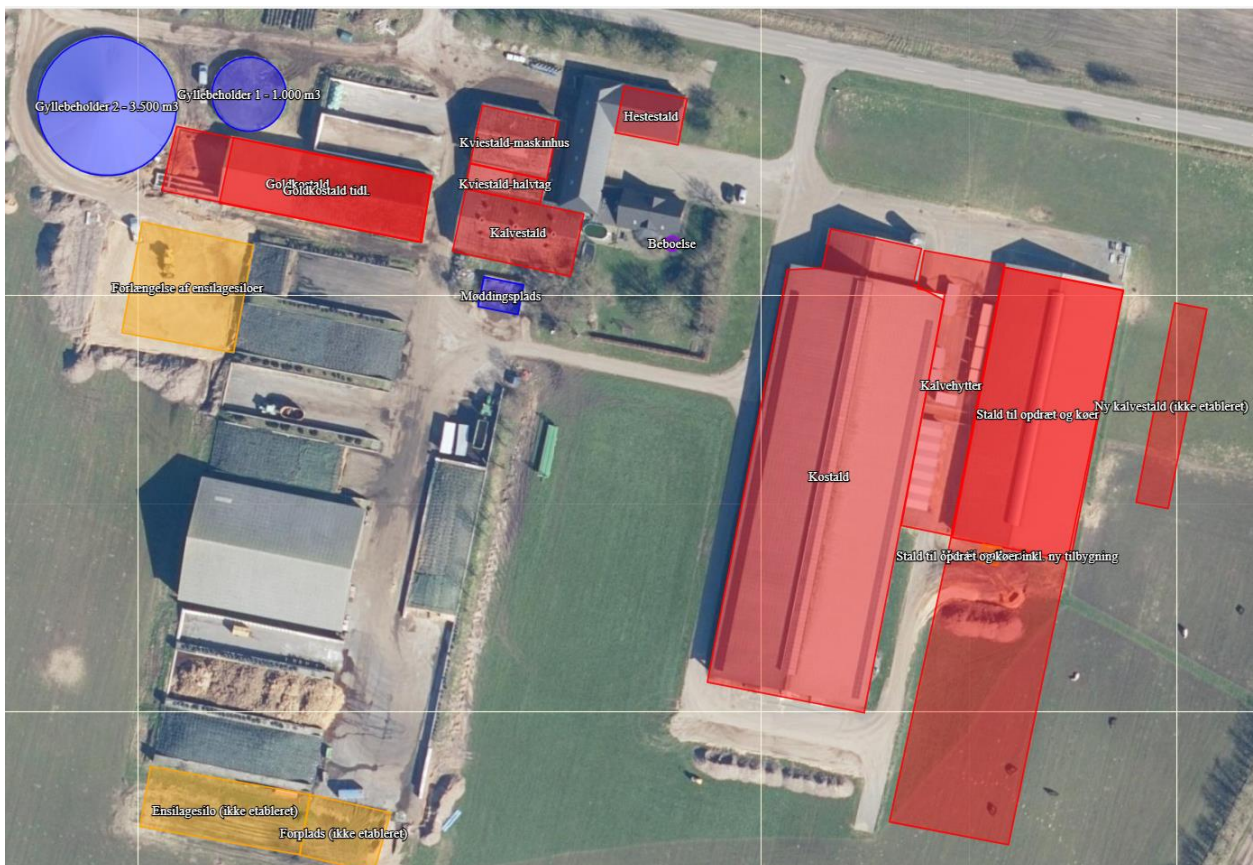 Gyllebeholder 2 - 3.500 m3
Gyllebeholder 1 - 1.000 m3
Hestestald
Kviestald-maskinhus
Kviestald-halvtag
Goldkostald
Goldkostald tidl.
Kalvestald
Beboelse
Forlængelse af ensilagesiloer
Møddingsplads
Kalvehytter
Stald til opdræt og køer
Ny kalvestald (ikke etableret)
Kostald
Stald til opdræt og køer inkl. ny tilbygning
Ensilagesilo (ikke etableret)
Forplads (ikke etableret)